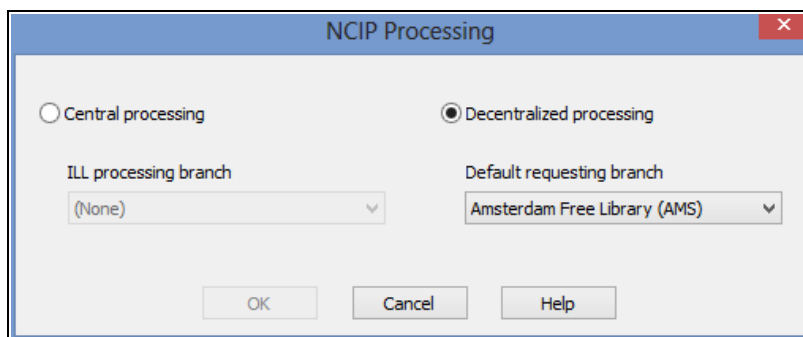 NCIP Processing
Central processing
Decentralized processing
ILL processing branch
Default requesting branch
(None)
Amsterdam Free Library (AMS)
OK
Cancel
Help